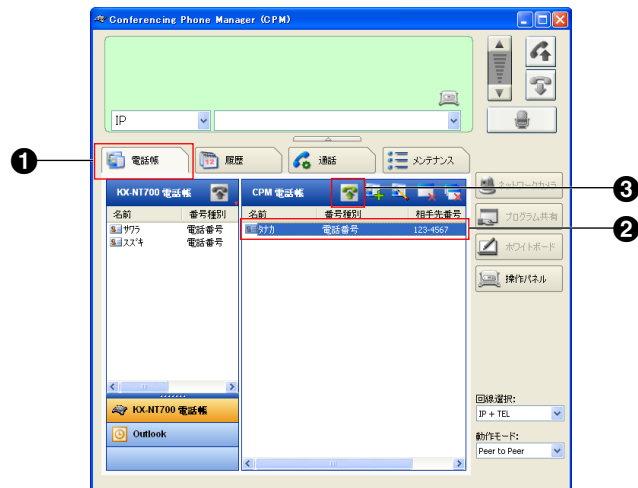 Conferencing Phone Manager (CPM)
IP
❶ 電話帳 履歴 通話 メンテナンス
KX-NT700 電話帳 CPM 電話帳 ネットワークカメラ ❸
名前 番号種別 名前 番号種別 相手先番号 プログラム共有
サワラ 電話番号 タナカ 電話番号 123-4567 ❷
スズキ 電話番号 ホワイトボード
操作パネル
回線選択:
KX-NT700 電話帳 IP + TEL
Outlook 動作モード:
Peer to Peer